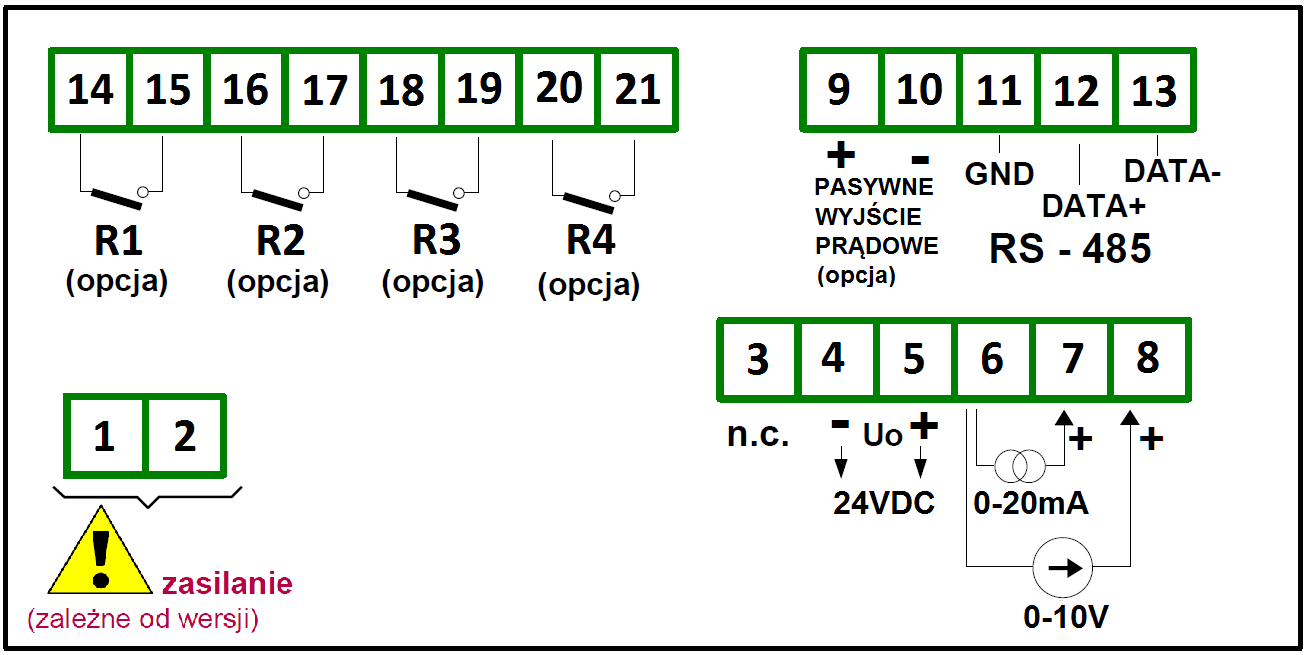 14 15 16 17 18 19 20 21
R1 R2 R3 R4
(opcja) (opcja) (opcja) (opcja)
9 10 11 12 13
+ -
PASYWNE
WYJŚCIE
PRĄDOWE
(opcja)
GND
DATA-
DATA+
RS - 485
1 2
!
zasilanie
(zależne od wersji)
3 4 5 6 7 8
n.c. - Uo + + +
24VDC 0-20mA
0-10V